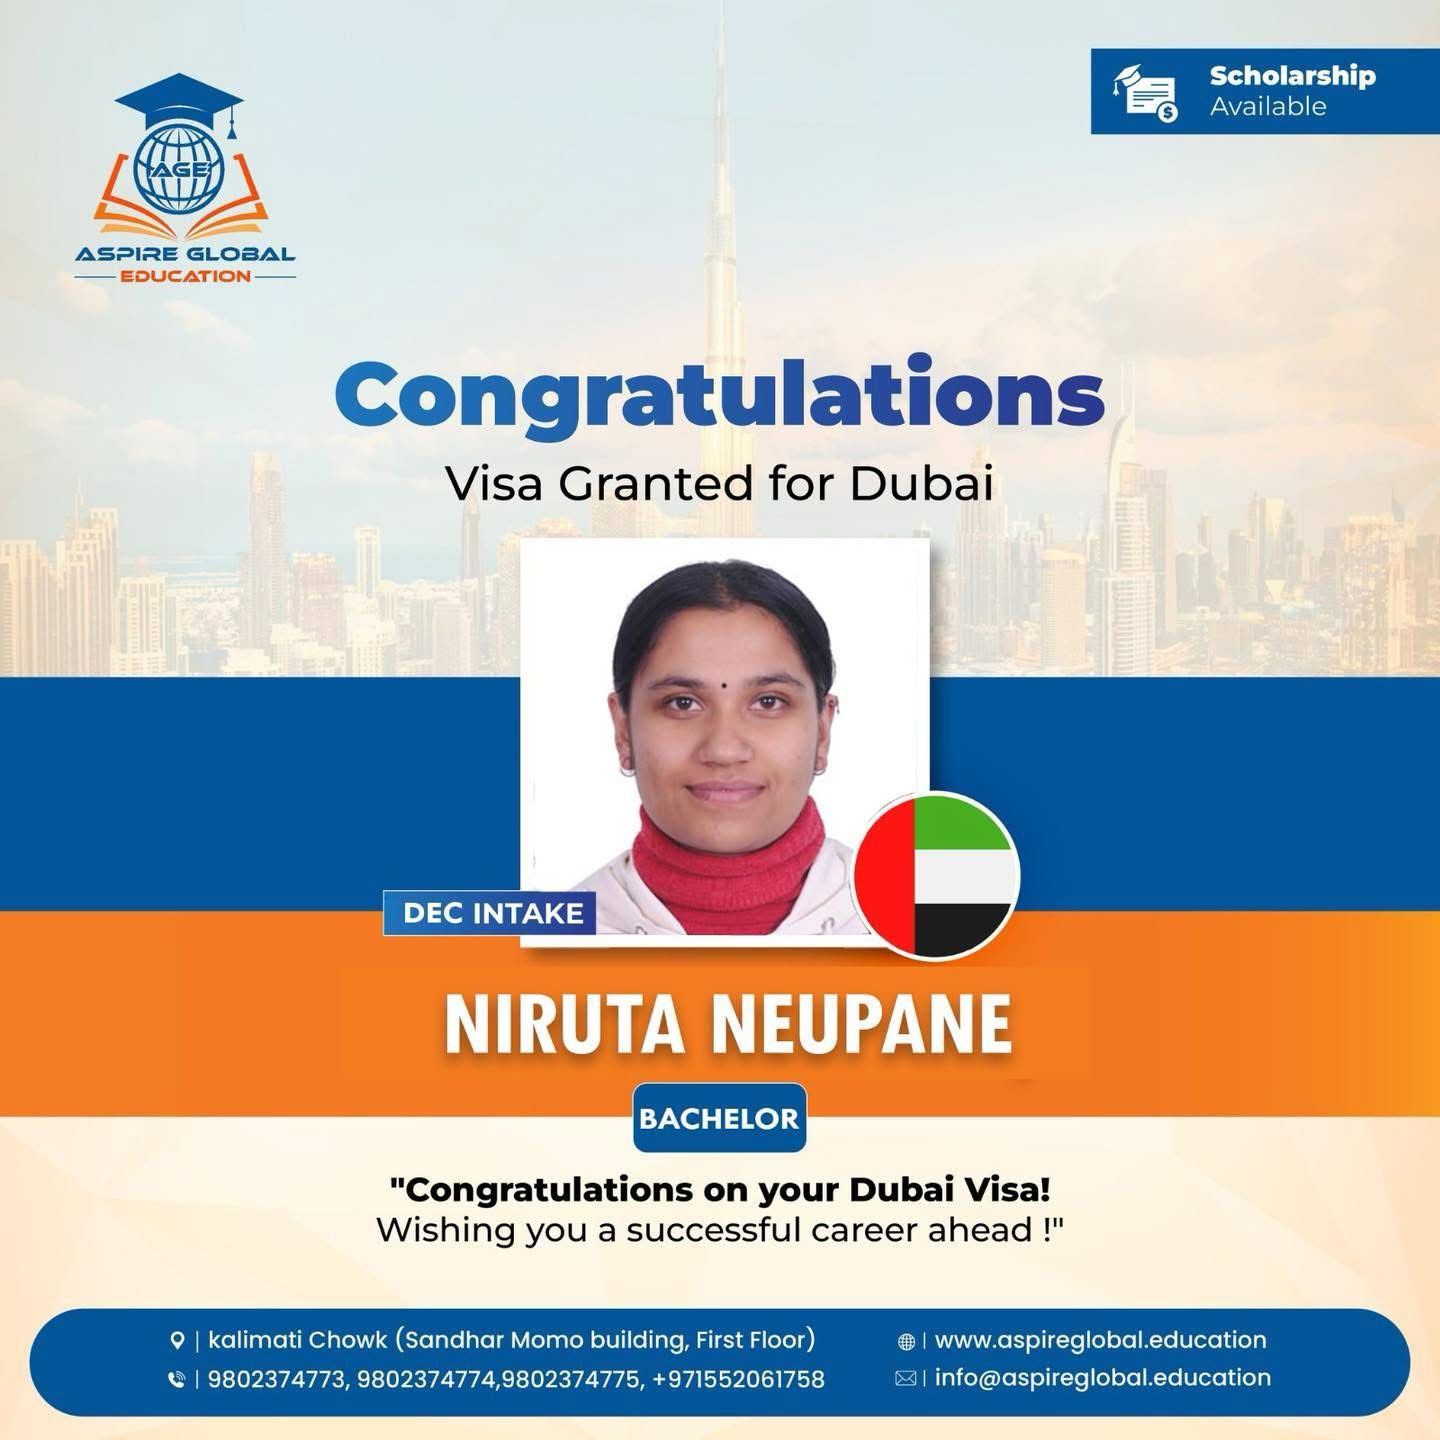 Scholarship
Available
AGE
ASPIRE GLOBAL
EDUCATION
Congratulations
Visa Granted for Dubai
DEC INTAKE
NIRUTA NEUPANE
BACHELOR
"Congratulations on your Dubai Visa!
Wishing you a successful career ahead !"
kalimati Chowk (Sandhar Momo building, First Floor)
9802374773, 9802374774,9802374775, +971552061758
www.aspireglobal.education
info@aspireglobal.education